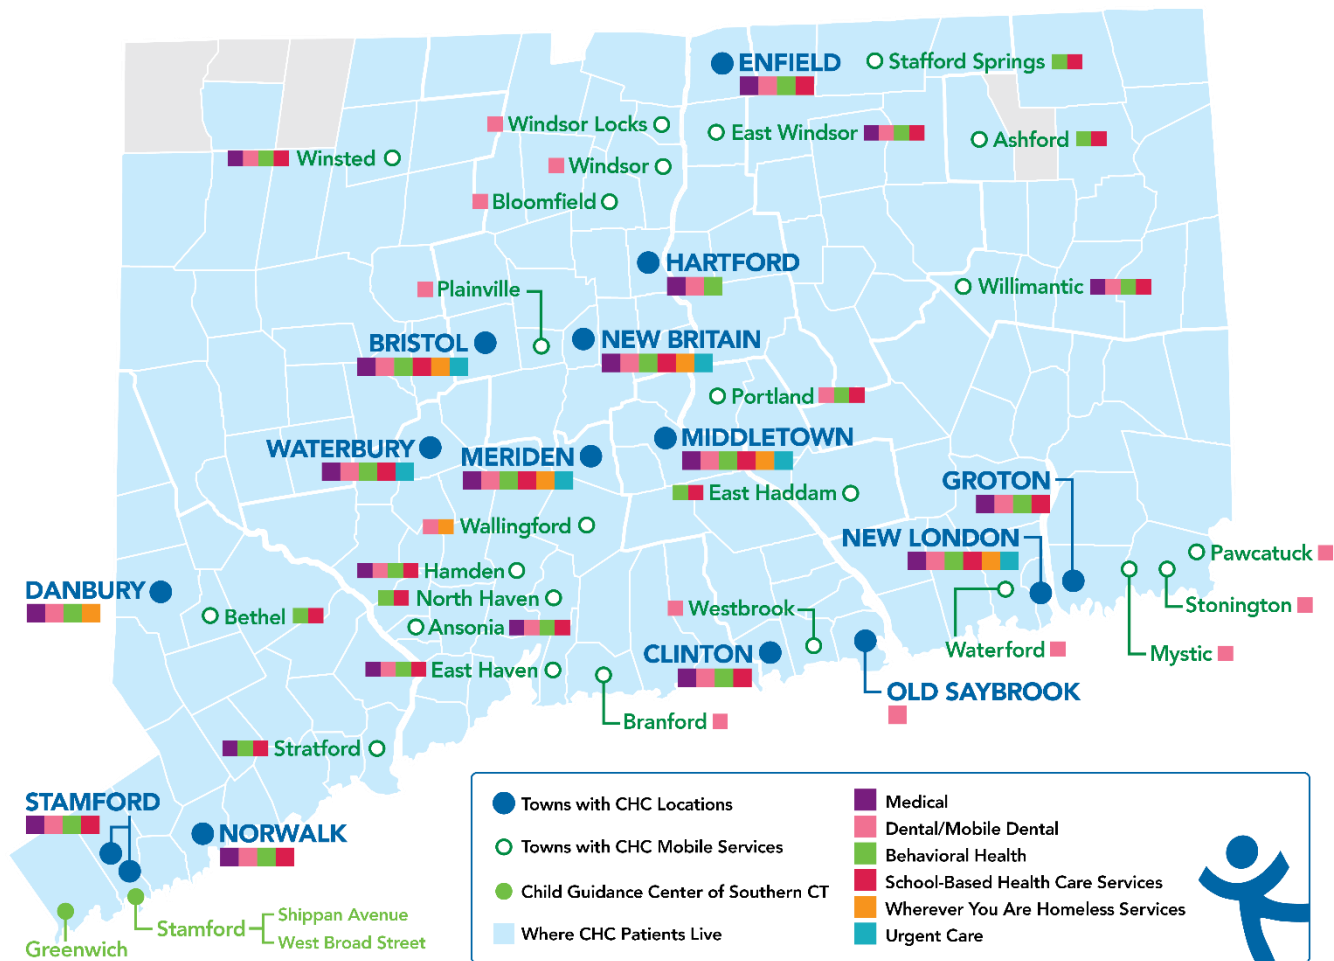 ENFIELD
Stafford Springs
Windsor Locks
East Windsor
Ashford
Winsted
Windsor
Bloomfield
HARTFORD
Plainville
Willimantic
BRISTOL
NEW BRITAIN
Portland
WATERBURY
MERIDEN
MIDDLETOWN
East Haddam
GROTON
Wallingford
NEW LONDON
Pawcatuck
Hamden
DANBURY
North Haven
Westbrook
Stonington
Bethel
Ansonia
Waterford
Mystic
East Haven
CLINTON
OLD SAYBROOK
Branford
Stratford
STAMFORD
NORWALK
Greenwich
Stamford
Shippan Avenue
West Broad Street
Towns with CHC Locations
Towns with CHC Mobile Services
Child Guidance Center of Southern CT
Where CHC Patients Live
Medical
Dental/Mobile Dental
Behavioral Health
School-Based Health Care Services
Wherever You Are Homeless Services
Urgent Care